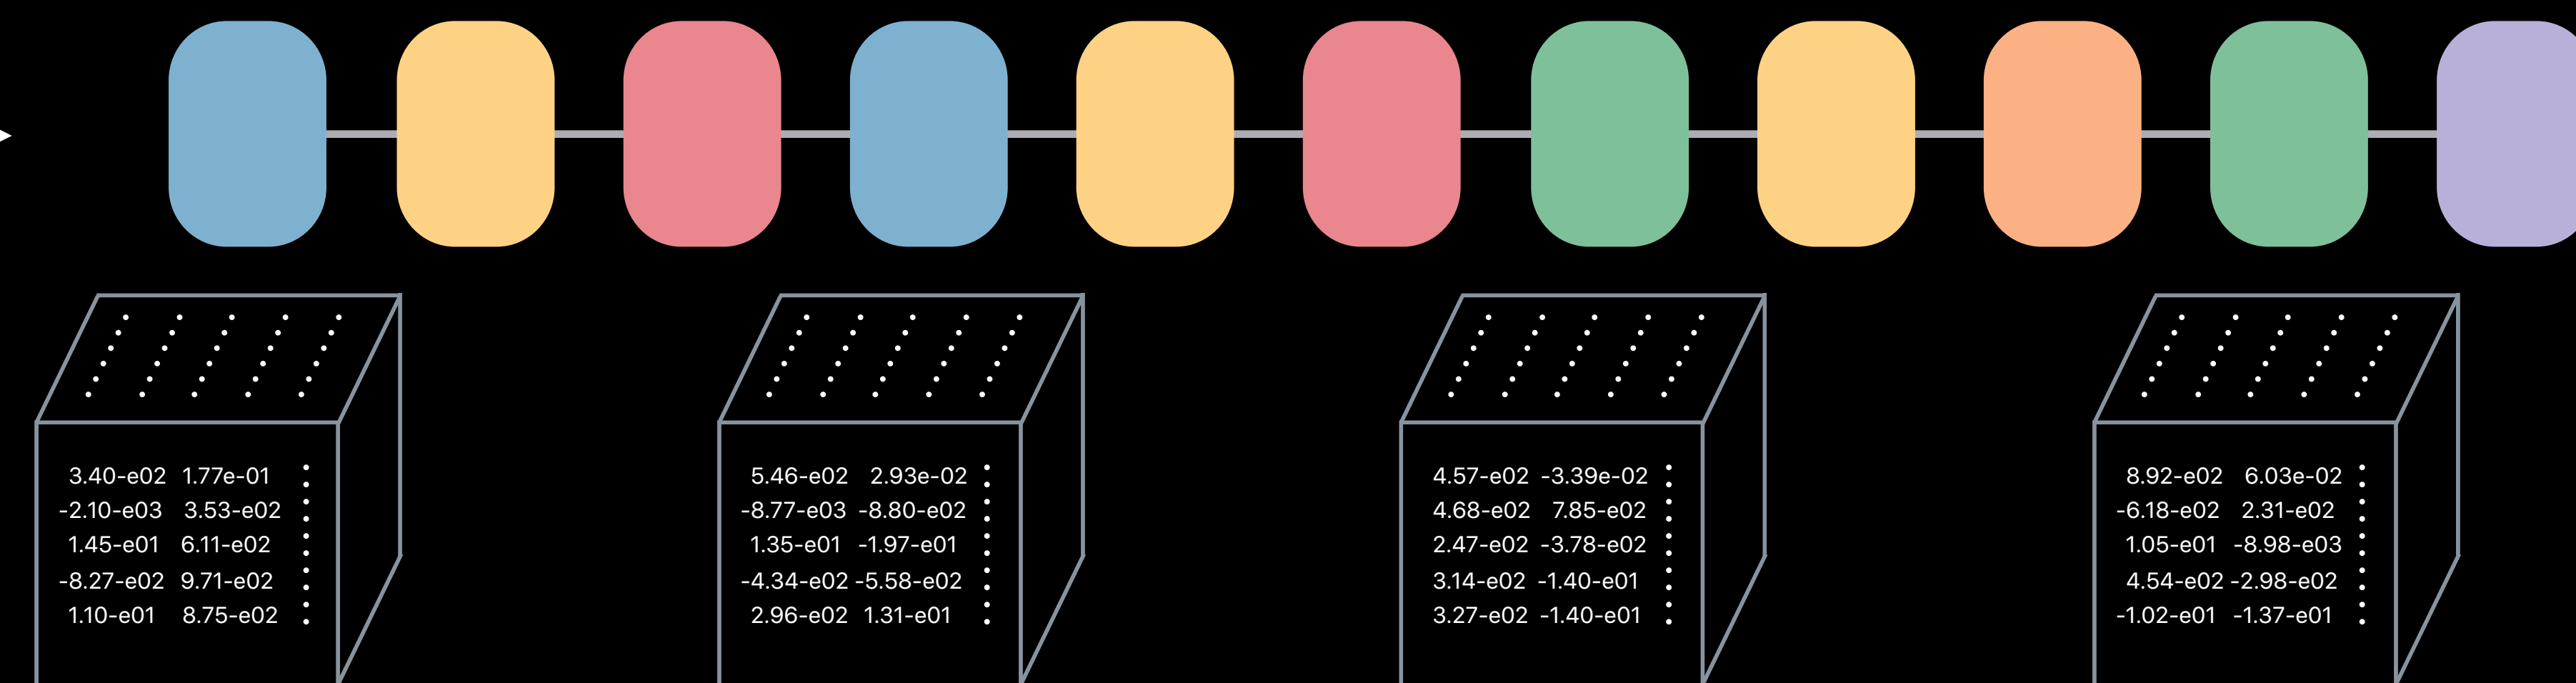 3.40-e02 1.77e-01
-2.10-e03 3.53-e02
1.45-e01 6.11-e02
-8.27-e02 9.71-e02
1.10-e01 8.75-e02
5.46-e02 2.93e-02
-8.77-e03 -8.80-e02
1.35-e01 -1.97-e01
-4.34-e02 -5.58-e02
2.96-e02 1.31-e01
4.57-e02 -3.39e-02
4.68-e02 7.85-e02
2.47-e02 -3.78-e02
3.14-e02 -1.40-e01
3.27-e02 -1.40-e01
8.92-e02 6.03e-02
-6.18-e02 2.31-e02
1.05-e01 -8.98-e03
4.54-e02 -2.98-e02
-1.02-e01 -1.37-e01